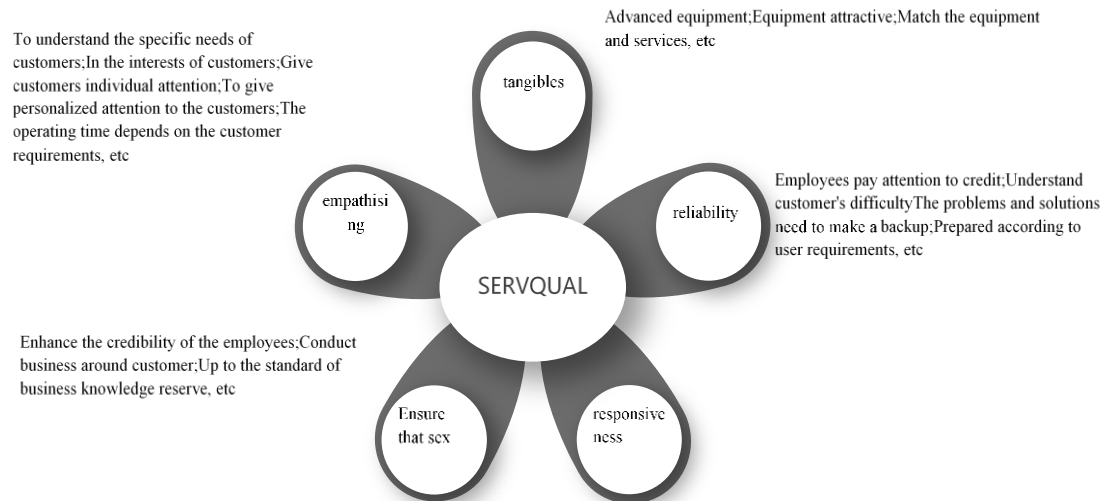 Advanced equipment;Equipment attractive;Match the equipment
and services, etc
To understand the specific needs of
customers;In the interests of customers;Give
customers individual attention;To give
personalized attention to the customers;The
operating time depends on the customer
requirements, etc
tangibles
empathisi
ng
reliability
Employees pay attention to credit;Understand
customer's difficultyThe problems and solutions
need to make a backup;Prepared according to
user requirements, etc
SERVQUAL
Enhance the credibility of the employees;Conduct
business around customer;Up to the standard of
business knowledge reserve, etc
Ensure
that sex
responsive
ness